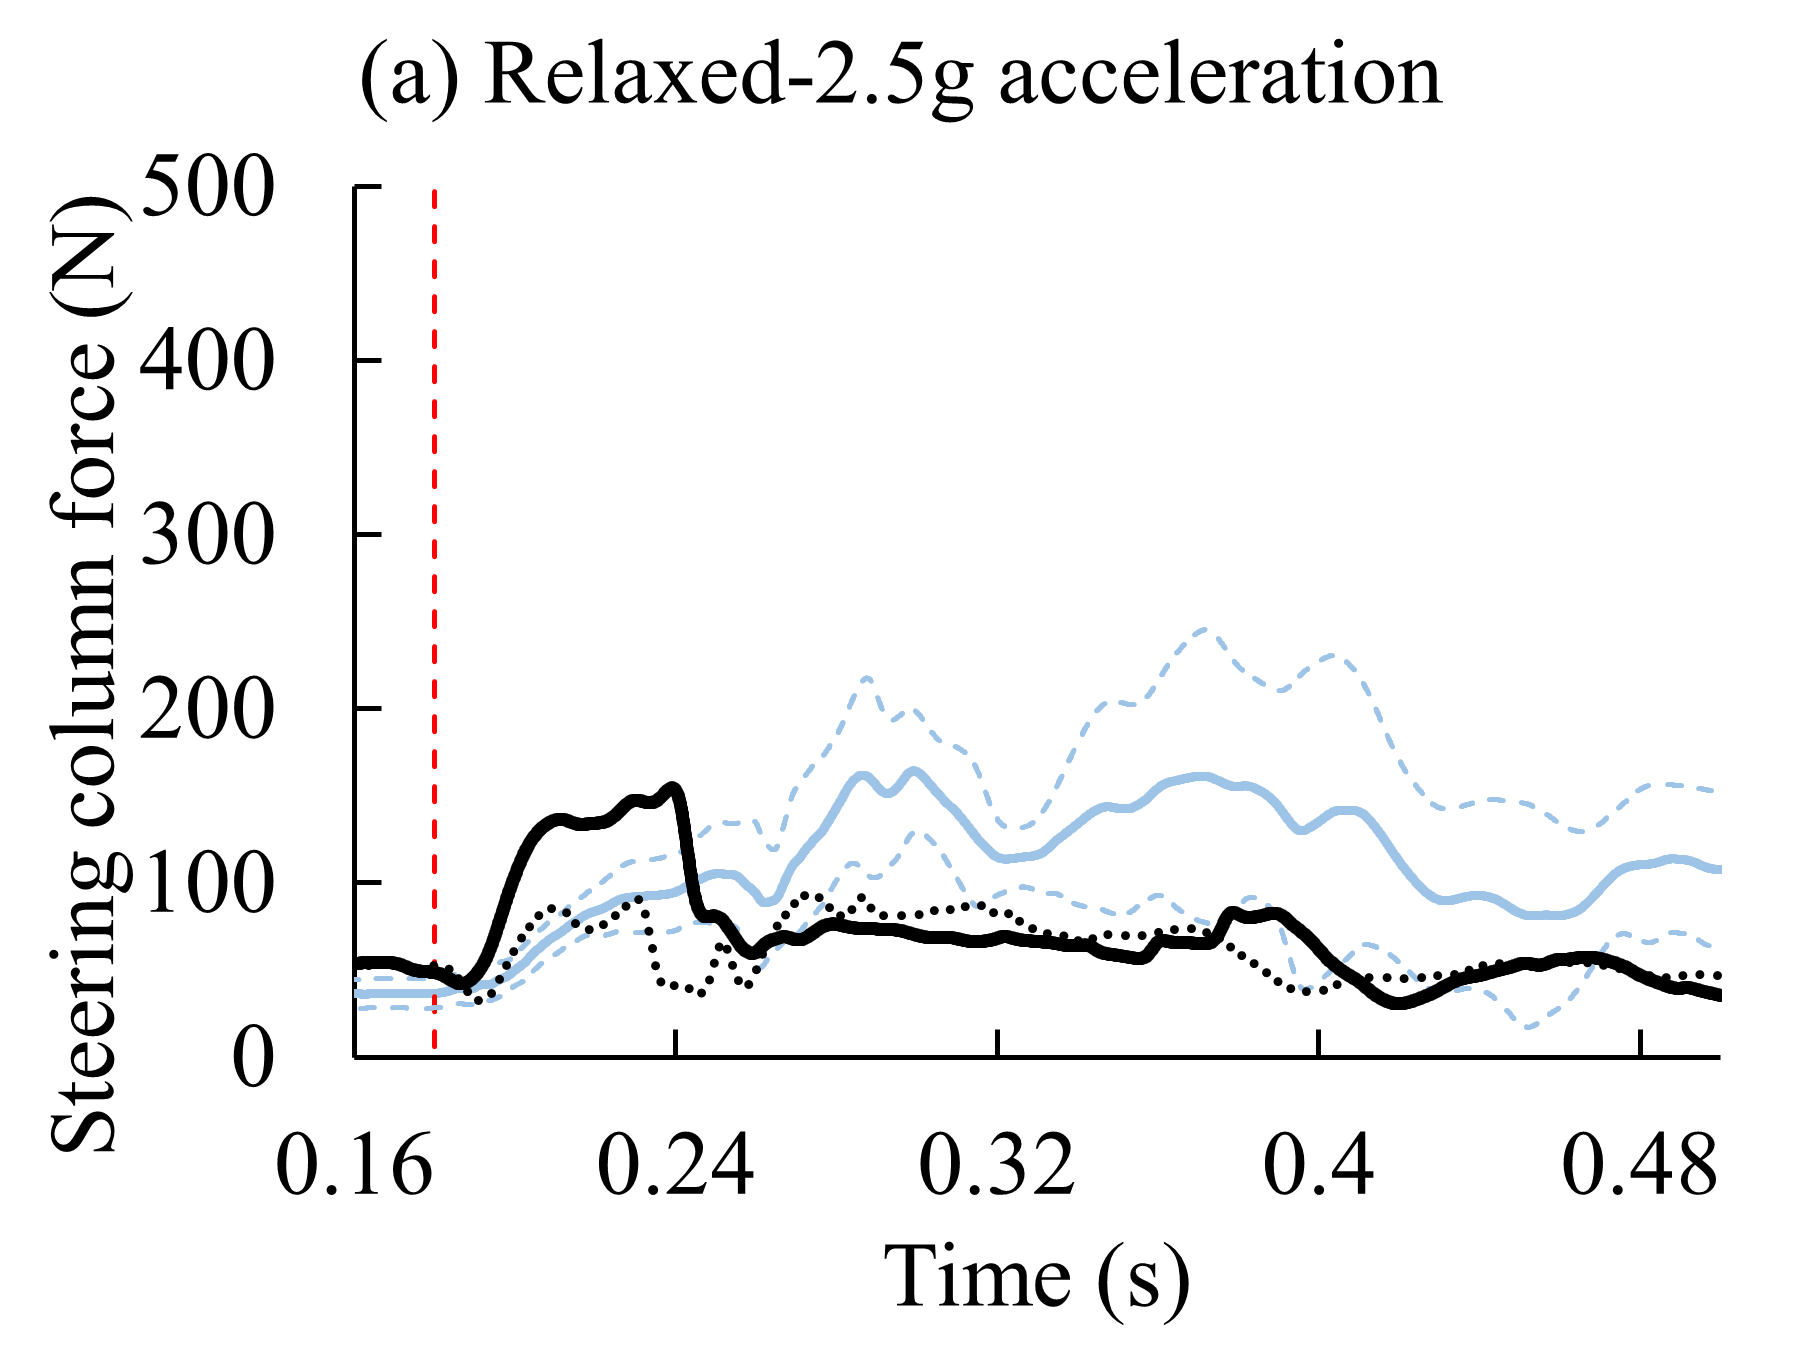 (a) Relaxed-2.5g acceleration
Steering column force (N)
500
400
300
200
100
0
0.16 0.24 0.32 0.4 0.48
Time (s)